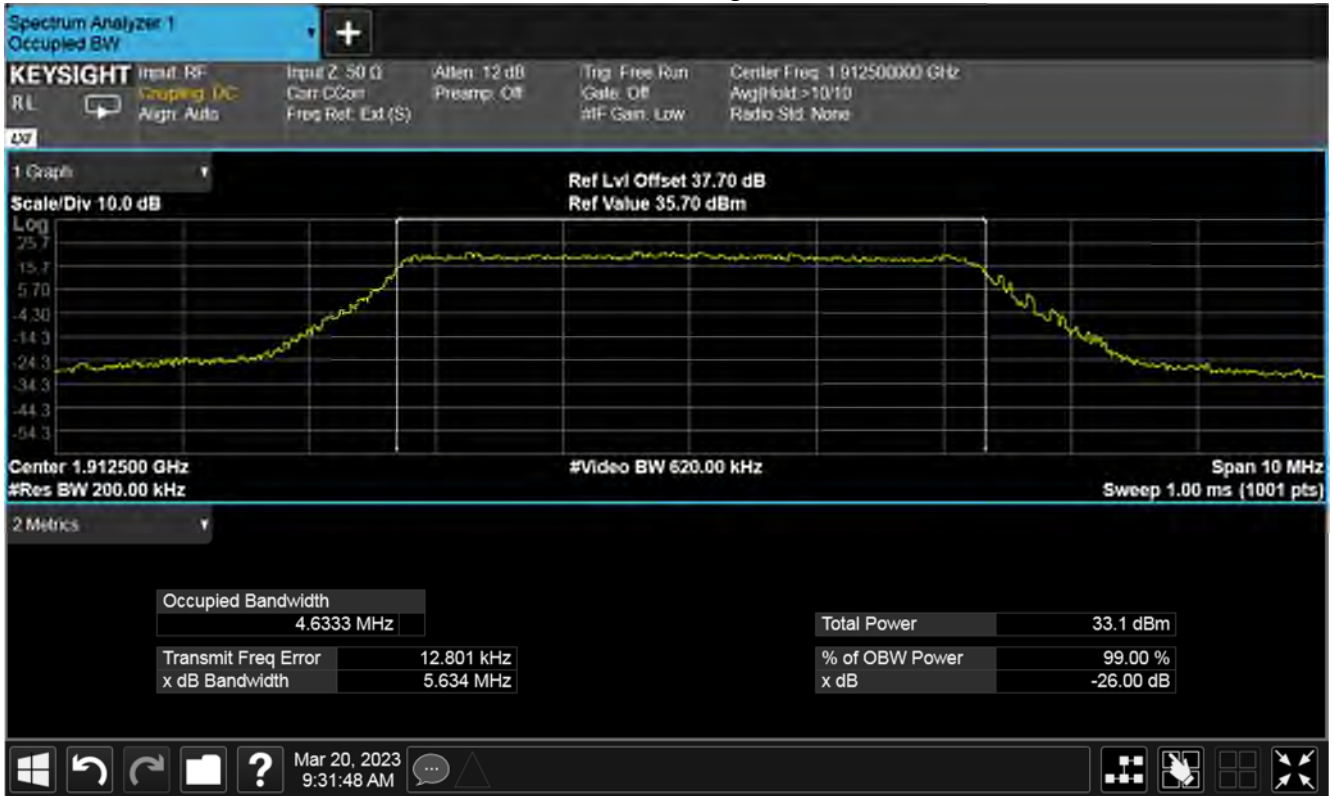 Spectrum Analyzer 1
Occupied BW
+
KEYSIGHT Input: RF Input Z: 50 Ω Atten: 12 dB Trig: Free Run Center Freq: 1.912500000 GHz
RL Coupling: DC Corr CCorr Preamp: Off Gate: Off Avg|Hold:>10/10
Align: Auto Freq Ref: Ext (S) #IF Gain: Low Radio Std: None
LXI
1 Graph
Ref Lvl Offset 37.70 dB
Scale/Div 10.0 dB Ref Value 35.70 dBm
Log
25.7
15.7
5.70
-4.30
-14.3
-24.3
-34.3
-44.3
-54.3
Center 1.912500 GHz #Video BW 620.00 kHz Span 10 MHz
#Res BW 200.00 kHz Sweep 1.00 ms (1001 pts)
2 Metrics
Occupied Bandwidth
4.6333 MHz Total Power 33.1 dBm
Transmit Freq Error 12.801 kHz % of OBW Power 99.00 %
x dB Bandwidth 5.634 MHz x dB -26.00 dB
? Mar 20, 2023
9:31:48 AM